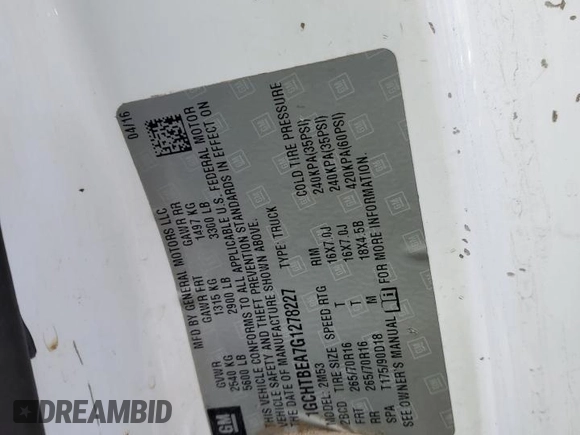 04/16
MFD BY GENERAL MOTORS LLC
GVWR GAWR FRT GAWR RR
2540 KG 1315 KG 1497 KG
5600 LB 2900 LB 3300 LB
THIS VEHICLE CONFORMS TO ALL APPLICABLE U.S. FEDERAL MOTOR
VEHICLE SAFETY AND THEFT PREVENTION STANDARDS IN EFFECT ON
THE DATE OF MANUFACTURE SHOWN ABOVE.
1GCHTBEA7G1278227 TYPE: TRUCK
MODEL: 2M53
2BCD TIRE SIZE SPEED RTG RIM COLD TIRE PRESSURE
FRT 265/70R16 T 16X7.0J 240KPA(35PSI)
RR 265/70R16 T 16X7.0J 240KPA(35PSI)
SPA T175/90D18 M 18X4.5B 420KPA(60PSI)
SEE OWNER'S MANUAL i FOR MORE INFORMATION.
GM
DREAMBID